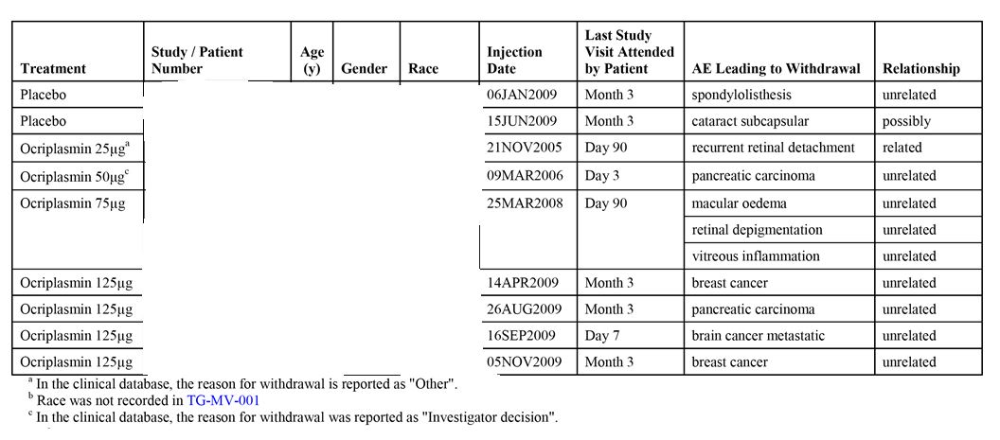 Treatment Study / Patient Number Age (y) Gender Race Injection Date Last Study Visit Attended by Patient AE Leading to Withdrawal Relationship
Placebo 06JAN2009 Month 3 spondylolisthesis unrelated
Placebo 15JUN2009 Month 3 cataract subcapsular possibly
Ocriplasmin 25µgᵃ 21NOV2005 Day 90 recurrent retinal detachment related
Ocriplasmin 50µgᶜ 09MAR2006 Day 3 pancreatic carcinoma unrelated
Ocriplasmin 75µg 25MAR2008 Day 90 macular oedema unrelated
retinal depigmentation unrelated
vitreous inflammation unrelated
Ocriplasmin 125µg 14APR2009 Month 3 breast cancer unrelated
Ocriplasmin 125µg 26AUG2009 Month 3 pancreatic carcinoma unrelated
Ocriplasmin 125µg 16SEP2009 Day 7 brain cancer metastatic unrelated
Ocriplasmin 125µg 05NOV2009 Month 3 breast cancer unrelated
ᵃ In the clinical database, the reason for withdrawal is reported as "Other".
ᵇ Race was not recorded in TG-MV-001
ᶜ In the clinical database, the reason for withdrawal was reported as "Investigator decision".